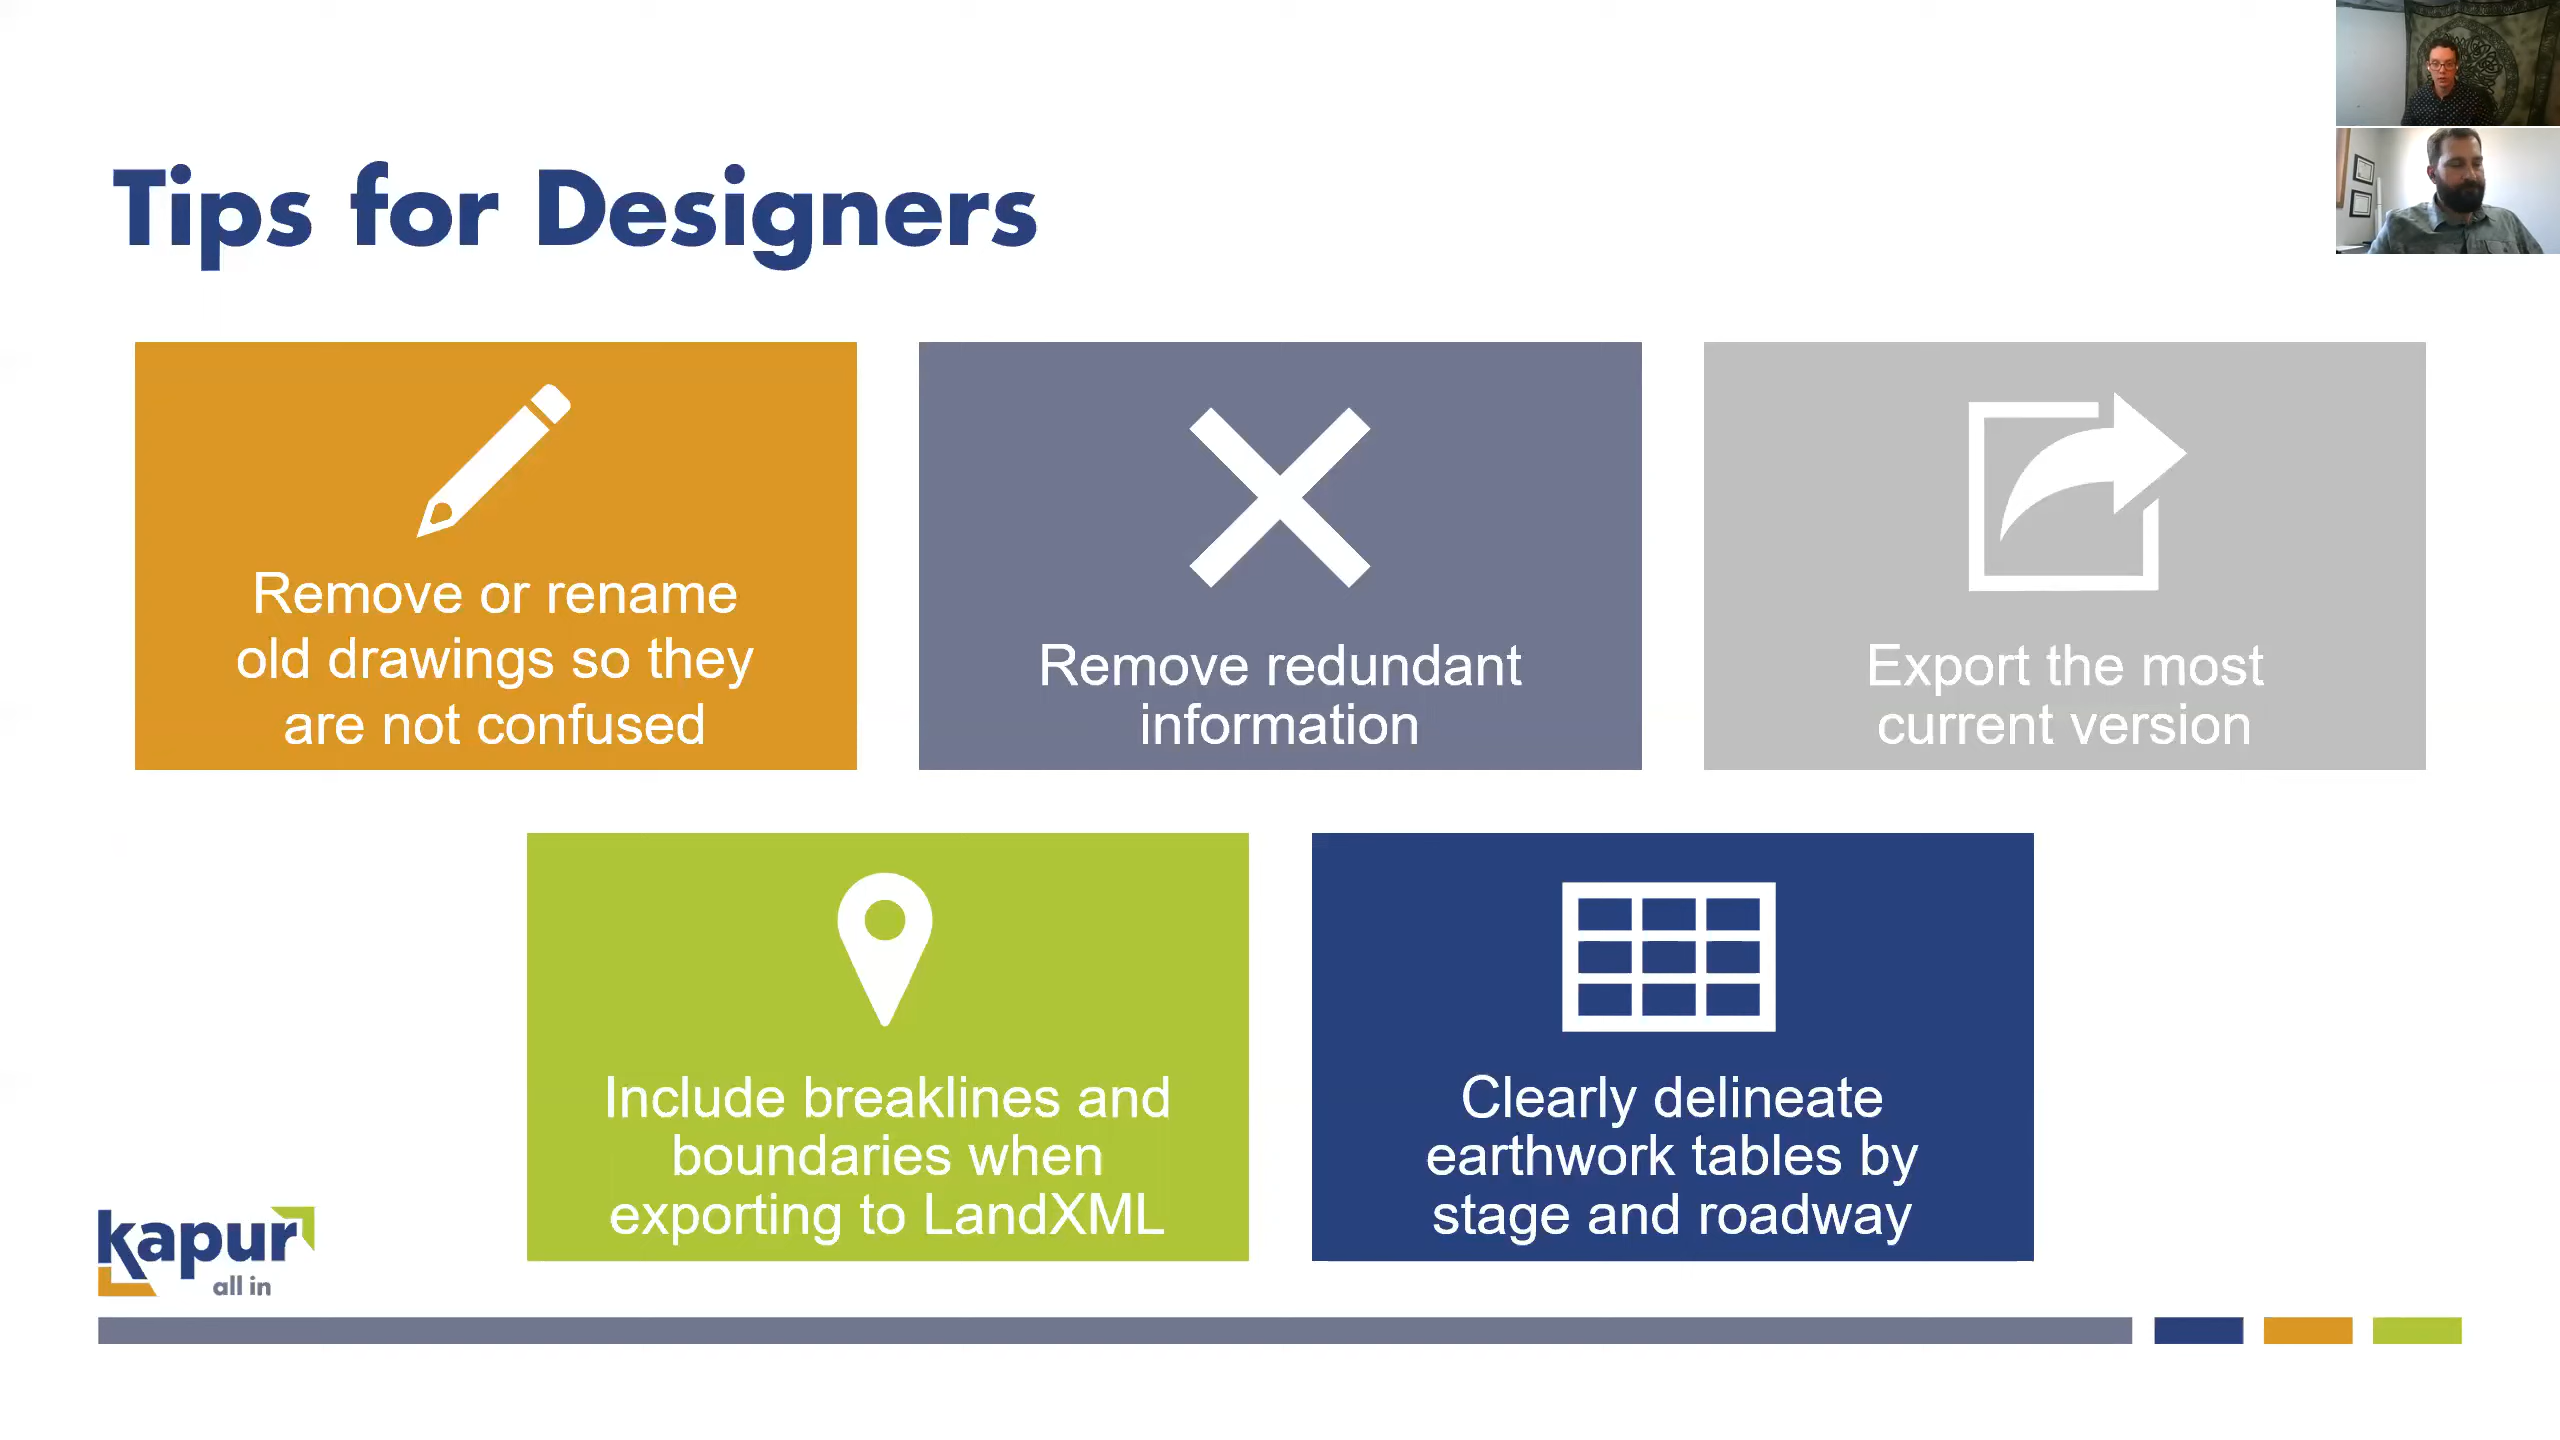 Tips for Designers
Remove or rename
old drawings so they
are not confused
Remove redundant
information
Export the most
current version
Include breaklines and
boundaries when
exporting to LandXML
Clearly delineate
earthwork tables by
stage and roadway
kapur
all in